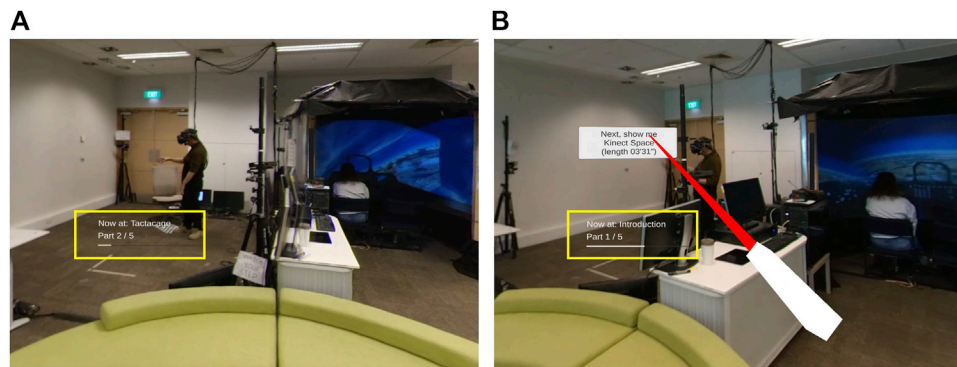 A
B
EXIT
EXIT
Next, show me
Kinect Space
(length 03'31")
Now at: Tactacage
Part 2 / 5
Now at: Introduction
Part 1 / 5